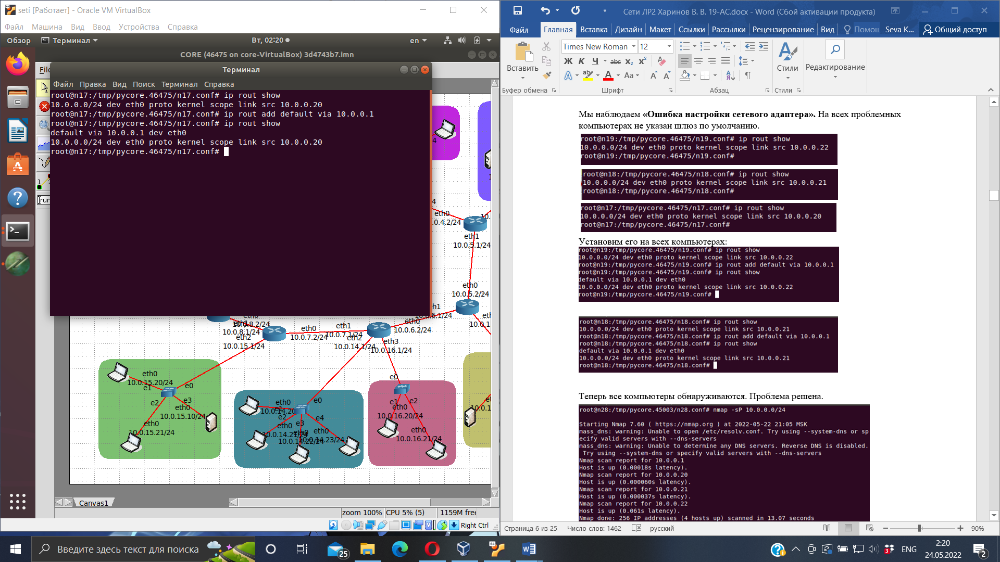 seti [Работает] - Oracle VM VirtualBox
Файл Машина Вид Ввод Устройства Справка
Обзор Терминал Вт, 02:20 en
CORE (46475 on core-VirtualBox) 3d4743b7.imn
File
Терминал
Файл Правка Вид Поиск Терминал Справка
root@n17:/tmp/pycore.46475/n17.conf# ip rout show
10.0.0.0/24 dev eth0 proto kernel scope link src 10.0.0.20
root@n17:/tmp/pycore.46475/n17.conf# ip rout add default via 10.0.0.1
root@n17:/tmp/pycore.46475/n17.conf# ip rout show
default via 10.0.0.1 dev eth0
10.0.0.0/24 dev eth0 proto kernel scope link src 10.0.0.20
root@n17:/tmp/pycore.46475/n17.conf#
eth0
eth1
10.0.5.1/24
eth0
10.0.5.2/24
eth0
10.0.6.2/24
eth1
10.0.7.1/24
eth0
10.0.7.2/24
10.0.8.2/24
10.0.8.1/24
eth2
10.0.15.1/24
eth2
10.0.14.1/24
eth3
10.0.16.1/24
eth0
10.0.15.20/24
e1
e0
e2
e3
eth0
10.0.15.10/24
eth0
10.0.15.21/24
eth0
e0
e2
e4
eth0
e3
eth0
10.0.14.23/24
e0
e1
e2
eth0
10.0.16.20/24
eth0
10.0.16.21/24
Canvas1
zoom 100% CPU 5% (5) 1159M free
Right Ctrl
Сети ЛР2 Харинов В. В. 19-АС.docx - Word (Сбой активации продукта)
Файл Главная Вставка Дизайн Макет Ссылки Рассылки Рецензирование Вид Помощ Seva K... Общий доступ
Times New Roman 12
Вставить
Ж К Ч abc x₂ x²
Стили
Редактирование
Буфер обмена Шрифт Абзац Стили
Мы наблюдаем «Ошибка настройки сетевого адаптера». На всех проблемных
компьютерах не указан шлюз по умолчанию.
root@n19:/tmp/pycore.46475/n19.conf# ip rout show
10.0.0.0/24 dev eth0 proto kernel scope link src 10.0.0.22
root@n19:/tmp/pycore.46475/n19.conf#
root@n18:/tmp/pycore.46475/n18.conf# ip rout show
10.0.0.0/24 dev eth0 proto kernel scope link src 10.0.0.21
root@n18:/tmp/pycore.46475/n18.conf#
root@n17:/tmp/pycore.46475/n17.conf# ip rout show
10.0.0.0/24 dev eth0 proto kernel scope link src 10.0.0.20
root@n17:/tmp/pycore.46475/n17.conf#
Установим его на всех компьютерах:
root@n19:/tmp/pycore.46475/n19.conf# ip rout show
10.0.0.0/24 dev eth0 proto kernel scope link src 10.0.0.22
root@n19:/tmp/pycore.46475/n19.conf# ip rout add default via 10.0.0.1
root@n19:/tmp/pycore.46475/n19.conf# ip rout show
default via 10.0.0.1 dev eth0
10.0.0.0/24 dev eth0 proto kernel scope link src 10.0.0.22
root@n19:/tmp/pycore.46475/n19.conf#
root@n18:/tmp/pycore.46475/n18.conf# ip rout show
10.0.0.0/24 dev eth0 proto kernel scope link src 10.0.0.21
root@n18:/tmp/pycore.46475/n18.conf# ip rout add default via 10.0.0.1
root@n18:/tmp/pycore.46475/n18.conf# ip rout show
default via 10.0.0.1 dev eth0
10.0.0.0/24 dev eth0 proto kernel scope link src 10.0.0.21
root@n18:/tmp/pycore.46475/n18.conf#
Теперь все компьютеры обнаруживаются. Проблема решена.
root@n28:/tmp/pycore.45003/n28.conf# nmap -sP 10.0.0.0/24
Starting Nmap 7.60 ( https://nmap.org ) at 2022-05-22 21:05 MSK
mass_dns: warning: Unable to open /etc/resolv.conf. Try using --system-dns or sp
ecify valid servers with --dns-servers
mass_dns: warning: Unable to determine any DNS servers. Reverse DNS is disabled.
Try using --system-dns or specify valid servers with --dns-servers
Nmap scan report for 10.0.0.1
Host is up (0.00018s latency).
Nmap scan report for 10.0.0.20
Host is up (0.000060s latency).
Nmap scan report for 10.0.0.21
Host is up (0.000037s latency).
Nmap scan report for 10.0.0.22
Host is up (0.061s latency).
Nmap done: 256 IP addresses (4 hosts up) scanned in 13.07 seconds
Страница 6 из 25 Число слов: 1462 русский 90%
Введите здесь текст для поиска
25
ENG
2:20
24.05.2022
2